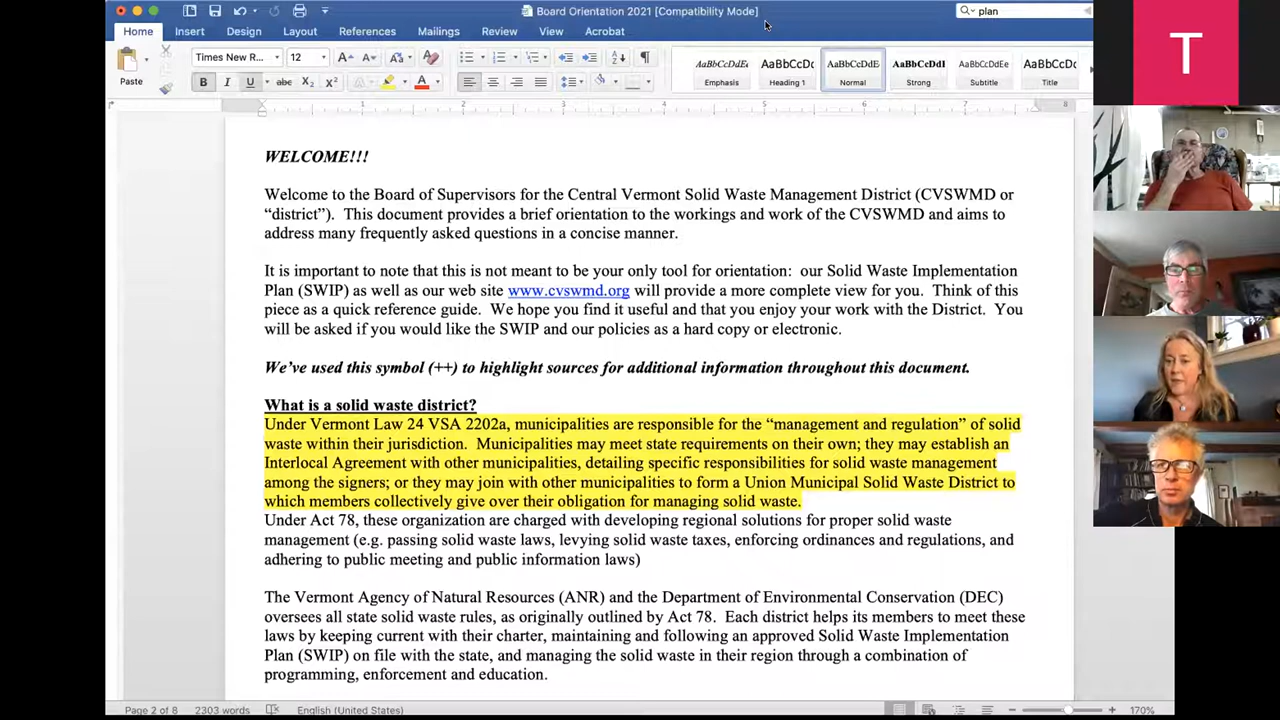 Board Orientation 2021 [Compatibility Mode]
plan
Home Insert Design Layout References Mailings Review View Acrobat
Paste
Times New R... 12
B I U abc X₂ X²
AaBbCcDdEe Emphasis
AaBbCcDc Heading 1
AaBbCcDdE Normal
AaBbCcDdI Strong
AaBbCcDdEe Subtitle
AaBbCcDc Title
1 2 3 4 5 6 7 8
WELCOME!!!
Welcome to the Board of Supervisors for the Central Vermont Solid Waste Management District (CVSWMD or
“district”). This document provides a brief orientation to the workings and work of the CVSWMD and aims to
address many frequently asked questions in a concise manner.
It is important to note that this is not meant to be your only tool for orientation: our Solid Waste Implementation
Plan (SWIP) as well as our web site www.cvswmd.org will provide a more complete view for you. Think of this
piece as a quick reference guide. We hope you find it useful and that you enjoy your work with the District. You
will be asked if you would like the SWIP and our policies as a hard copy or electronic.
We’ve used this symbol (++) to highlight sources for additional information throughout this document.
What is a solid waste district?
Under Vermont Law 24 VSA 2202a, municipalities are responsible for the “management and regulation” of solid
waste within their jurisdiction. Municipalities may meet state requirements on their own; they may establish an
Interlocal Agreement with other municipalities, detailing specific responsibilities for solid waste management
among the signers; or they may join with other municipalities to form a Union Municipal Solid Waste District to
which members collectively give over their obligation for managing solid waste.
Under Act 78, these organization are charged with developing regional solutions for proper solid waste
management (e.g. passing solid waste laws, levying solid waste taxes, enforcing ordinances and regulations, and
adhering to public meeting and public information laws)
The Vermont Agency of Natural Resources (ANR) and the Department of Environmental Conservation (DEC)
oversees all state solid waste rules, as originally outlined by Act 78. Each district helps its members to meet these
laws by keeping current with their charter, maintaining and following an approved Solid Waste Implementation
Plan (SWIP) on file with the state, and managing the solid waste in their region through a combination of
programming, enforcement and education.
Page 2 of 8 2303 words English (United States) 170%
T